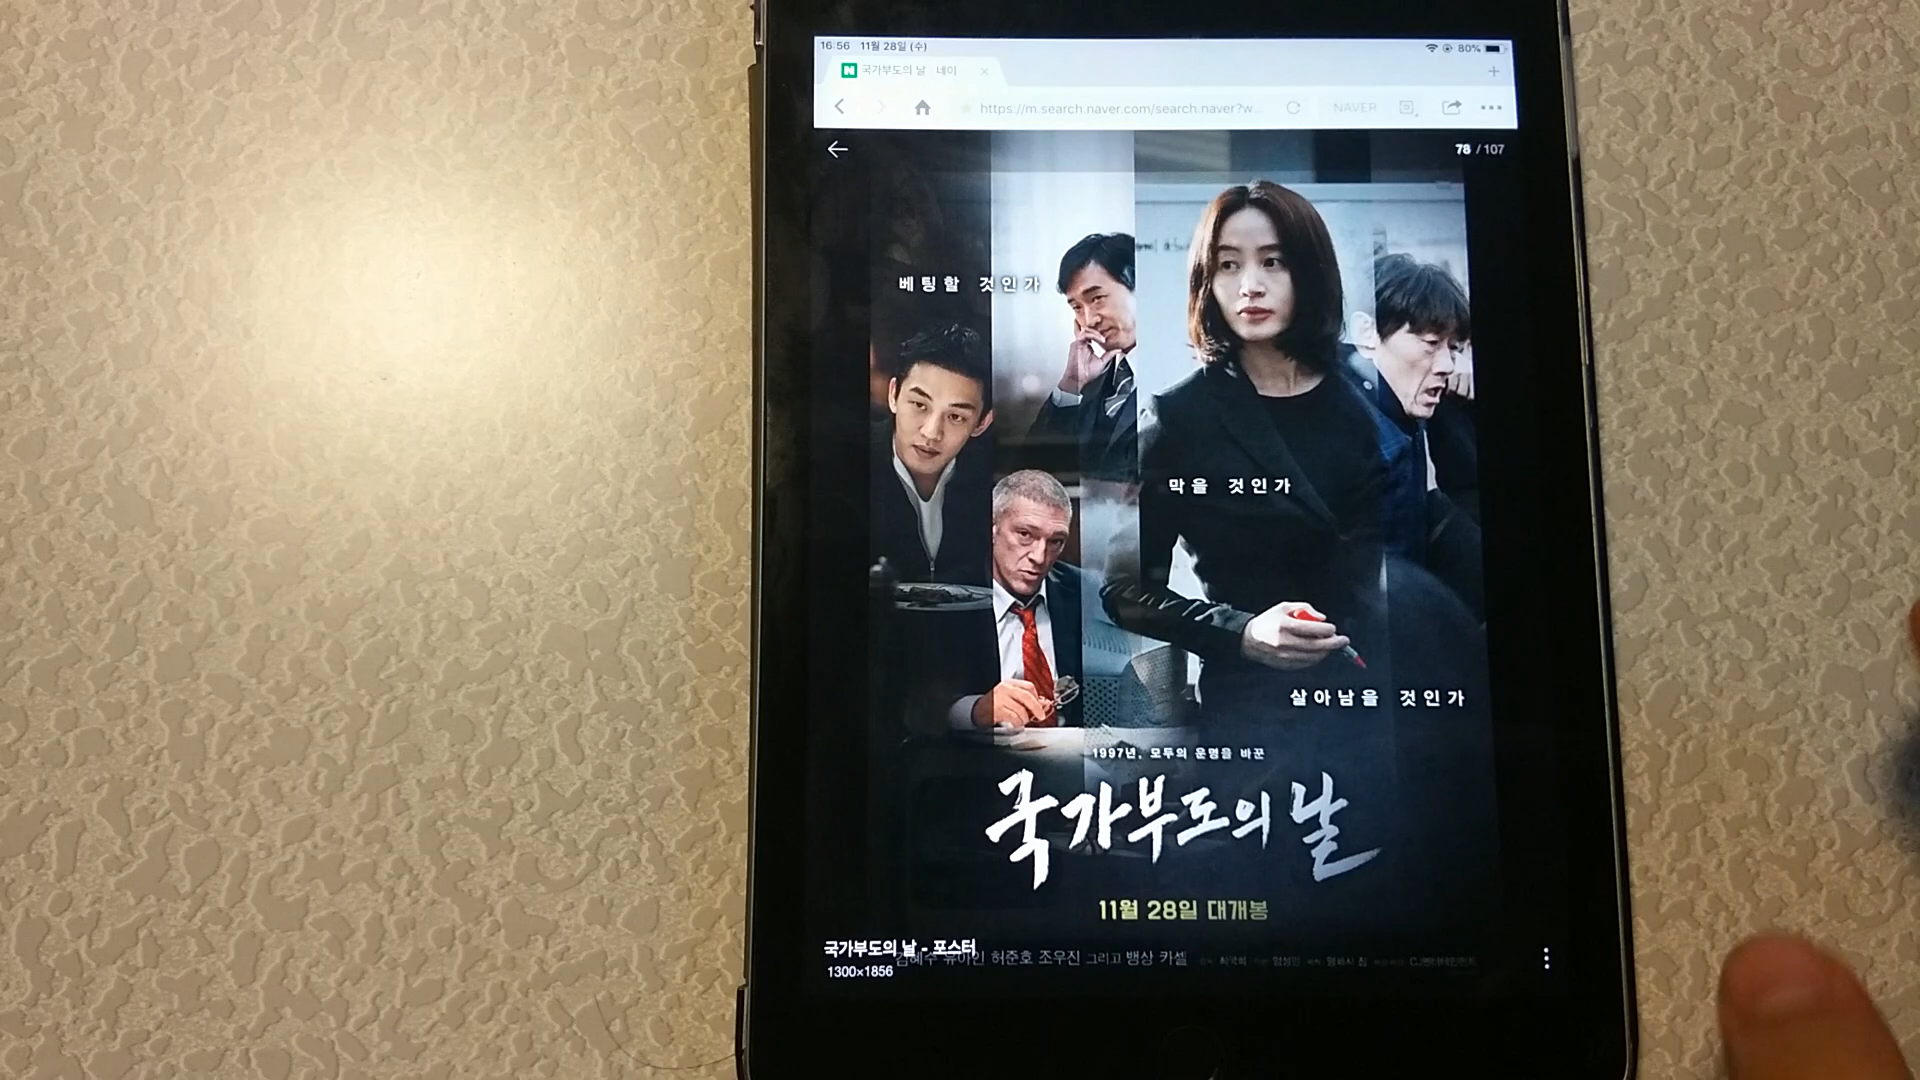 16:56 11월 28일 (수)
80%
국가부도의 날 네이
https://m.search.naver.com/search.naver?w...
NAVER
78 / 107
베팅할 것인가
막을 것인가
살아남을 것인가
1997년, 모두의 운명을 바꾼
국가부도의 날
11월 28일 대개봉
국가부도의 날 - 포스터
김혜수 유아인 허준호 조우진 그리고 뱅상 카셀
1300×1856